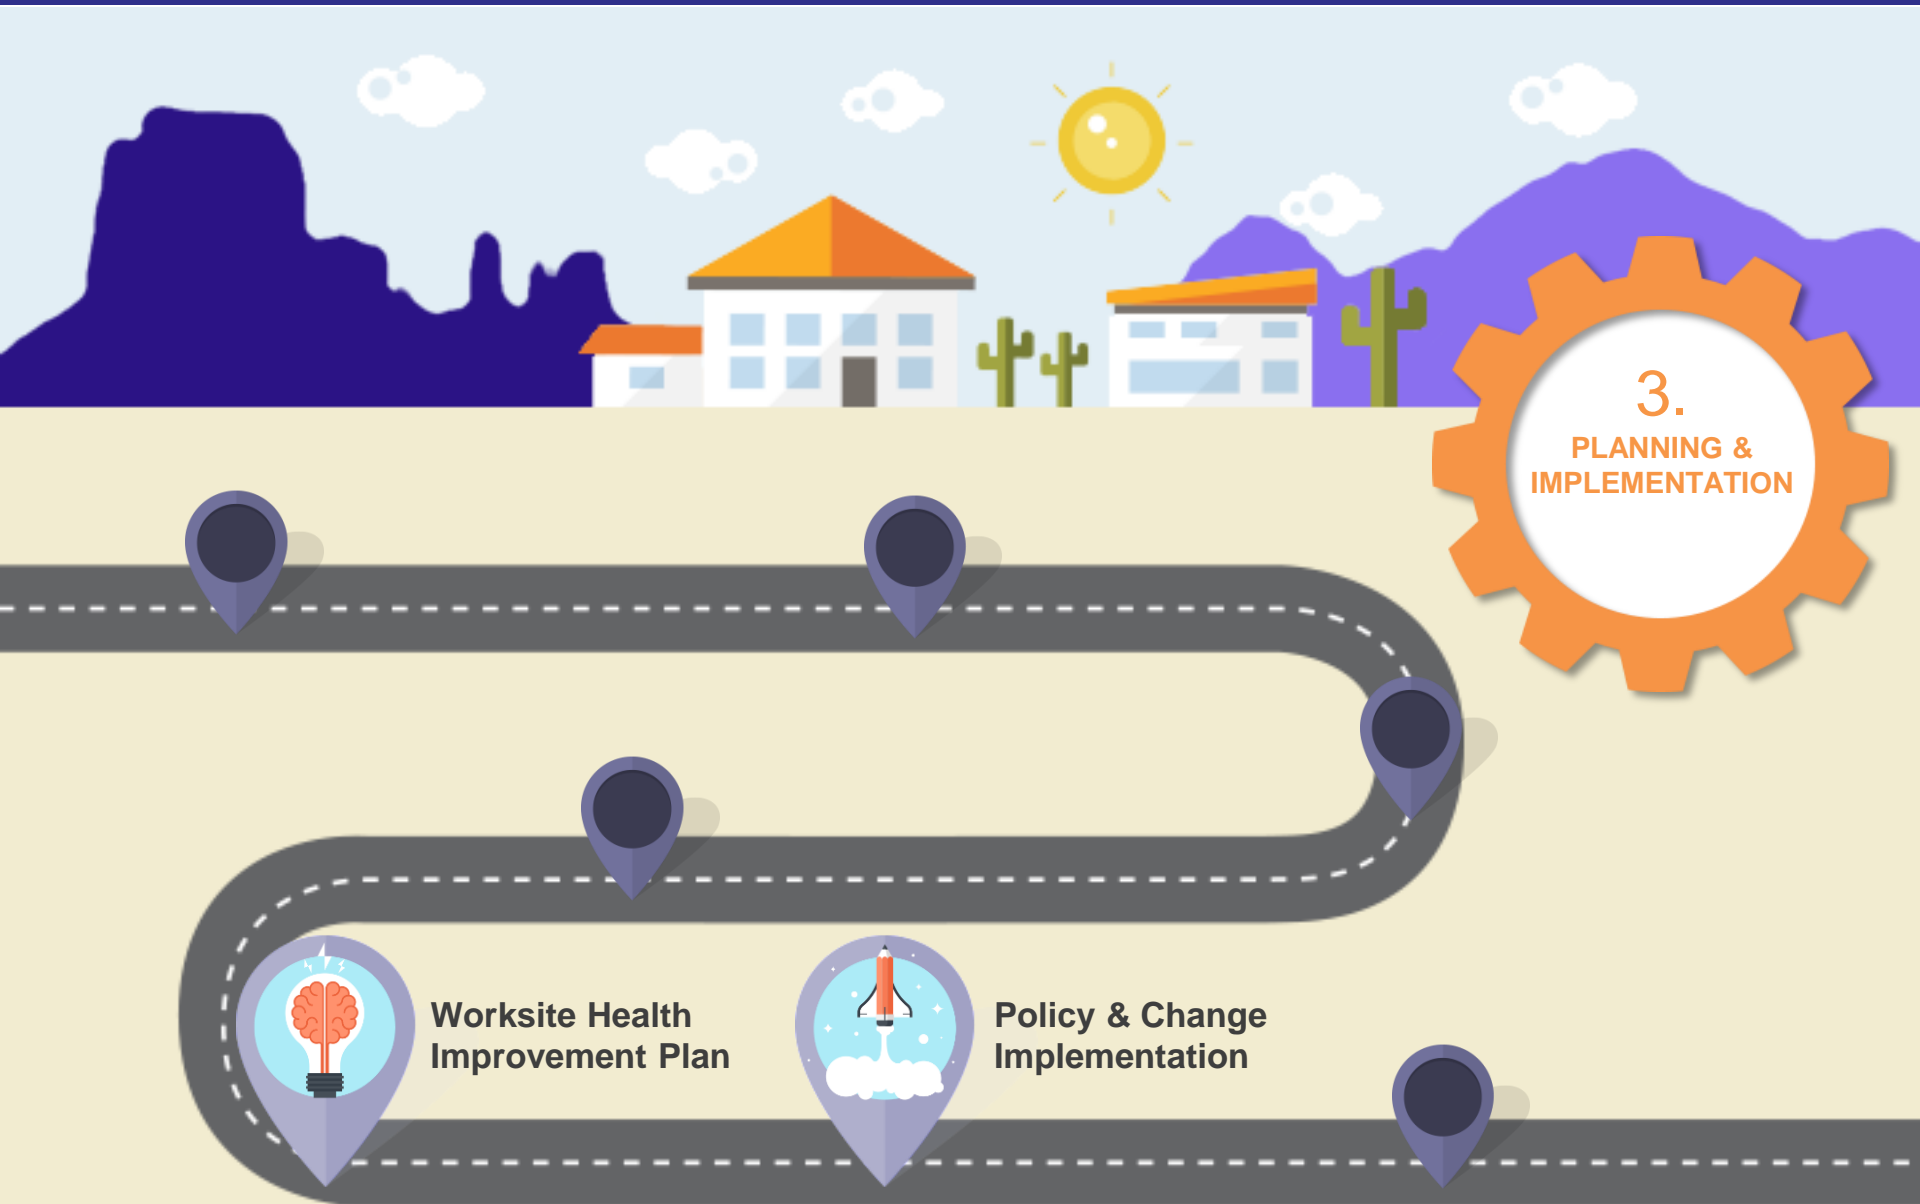 3.
PLANNING &
IMPLEMENTATION
Worksite Health
Improvement Plan
Policy & Change
Implementation